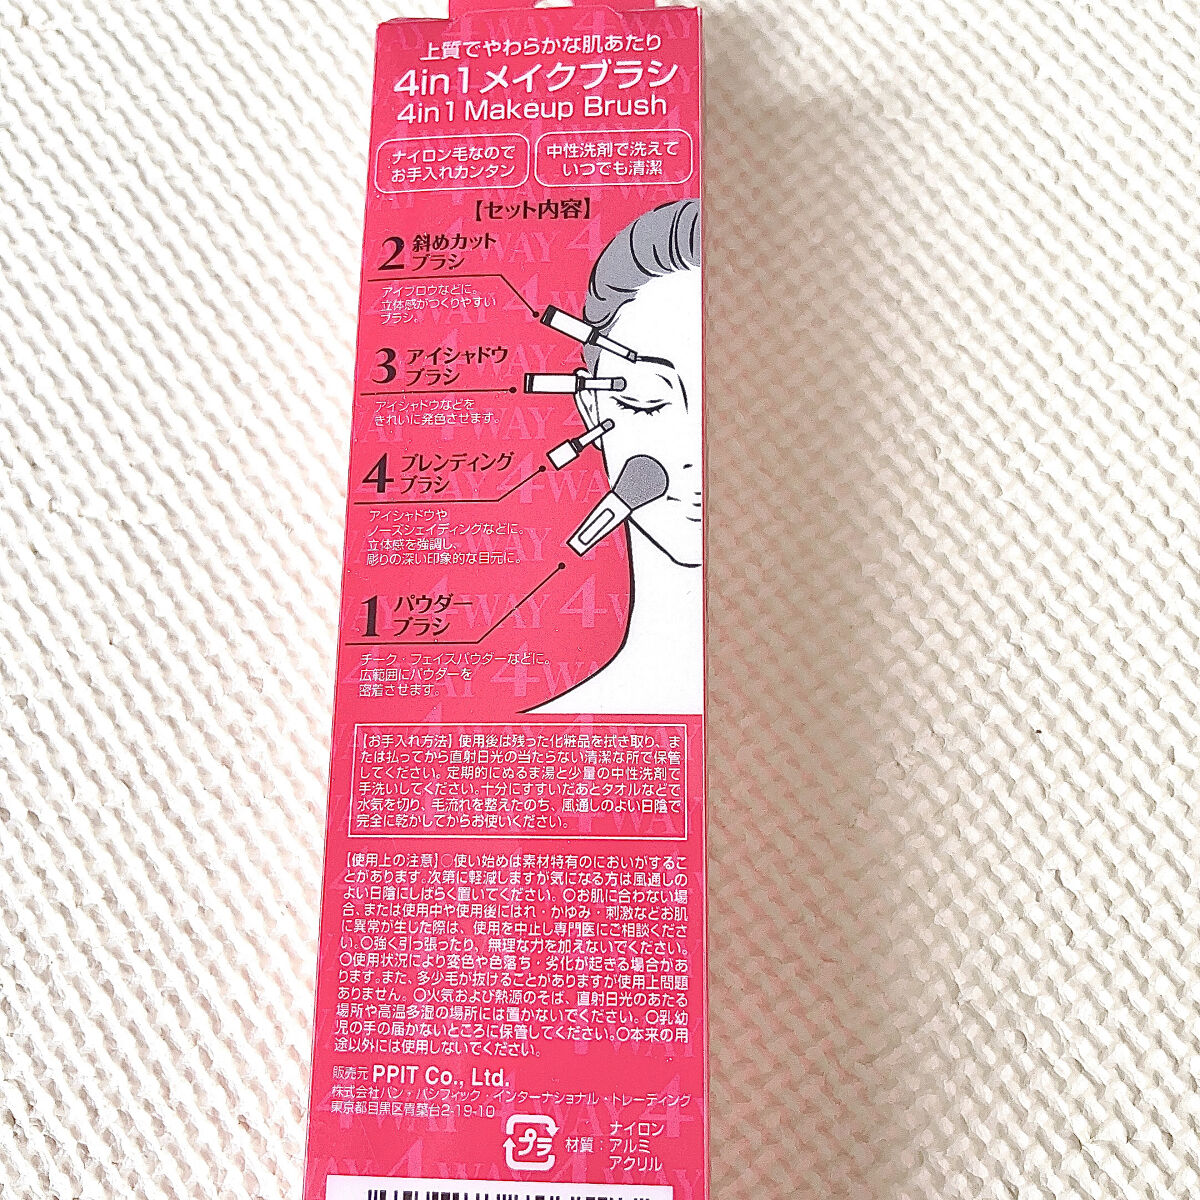 上質でやわらかな肌あたり
4in1メイクブラシ
4in1 Makeup Brush
ナイロン毛なので
お手入れカンタン
中性洗剤で洗えて
いつでも清潔
【セット内容】
2 斜めカット
ブラシ
アイブロウなどに。
立体感がつくりやすい
ブラシ。
3 アイシャドウ
ブラシ
アイシャドウなどを
きれいに発色させます。
4 ブレンディング
ブラシ
アイシャドウや
ノーズシェイディングなどに。
立体感を強調し、
彫りの深い印象的な目元に。
1 パウダー
ブラシ
チーク・フェイスパウダーなどに。
広範囲にパウダーを
密着させます。
【お手入れ方法】使用後は残った化粧品を拭き取り、ま
たは払ってから直射日光の当たらない清潔な所で保管
してください。定期的にぬるま湯と少量の中性洗剤で
手洗いしてください。十分にすすいだあとタオルなどで
水気を切り、毛流れを整えたのち、風通しのよい日陰で
完全に乾かしてからお使いください。
【使用上の注意】○使い始めは素材特有のにおいがするこ
とがあります。次第に軽減しますが気になる方は風通しの
よい日陰にしばらく置いてください。○お肌に合わない場
合、または使用中や使用後にはれ・かゆみ・刺激などお肌
に異常が生じた際は、使用を中止し専門医にご相談くださ
い。○強く引っ張ったり、無理な力を加えないでください。
○使用状況により変色や色落ち・劣化が起きる場合があ
ります。また、多少毛が抜けることがありますが使用上問題
ありません。○火気および熱源のそば、直射日光のあたる
場所や高温多湿の場所には置かないでください。○乳幼
児の手の届かないところに保管してください。○本来の用
途以外には使用しないでください。
販売元 PPIT Co., Ltd.
株式会社パン・パシフィック・インターナショナル・トレーディング
東京都目黒区青葉台2-19-10
プラ
材質：
ナイロン
アルミ
アクリル